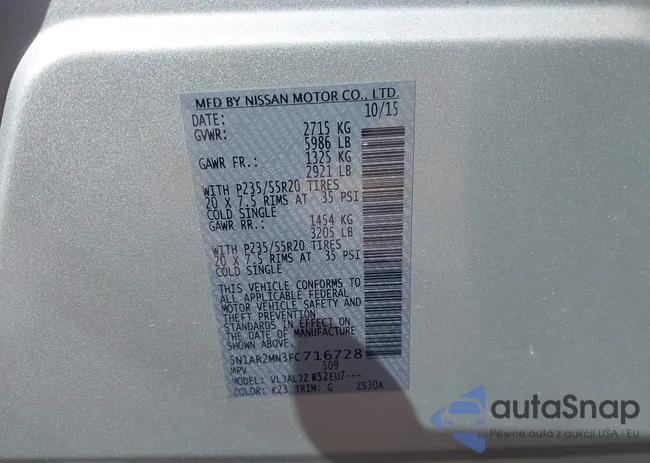 MFD BY NISSAN MOTOR CO., LTD.
DATE: 10/15
GVWR: 2715 KG
5986 LB
GAWR FR.: 1325 KG
2921 LB
WITH P235/55R20 TIRES
20 X 7.5 RIMS AT 35 PSI
COLD SINGLE
GAWR RR.: 1454 KG
3205 LB
WITH P235/55R20 TIRES
20 X 7.5 RIMS AT 35 PSI
COLD SINGLE
THIS VEHICLE CONFORMS TO
ALL APPLICABLE FEDERAL
MOTOR VEHICLE SAFETY AND
THEFT PREVENTION
STANDARDS IN EFFECT ON
THE DATE OF MANUFACTURE
SHOWN ABOVE.
5N1AR2MN3FC716728
MPV 509
MODEL: VLJALJZ R52EU7---
COLOR: K23 TRIM: G ZS30A
autaSnap
Pewne auta z aukcji USA i EU